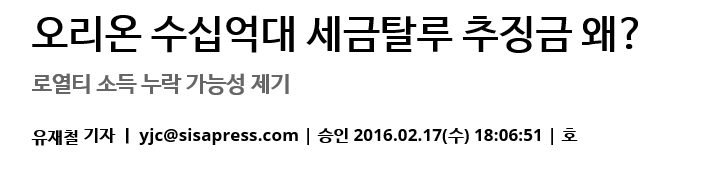 오리온 수십억대 세금탈루 추징금 왜?
로열티 소득 누락 가능성 제기
유재철 기자 ㅣ yjc@sisapress.com | 승인 2016.02.17(수) 18:06:51 | 호